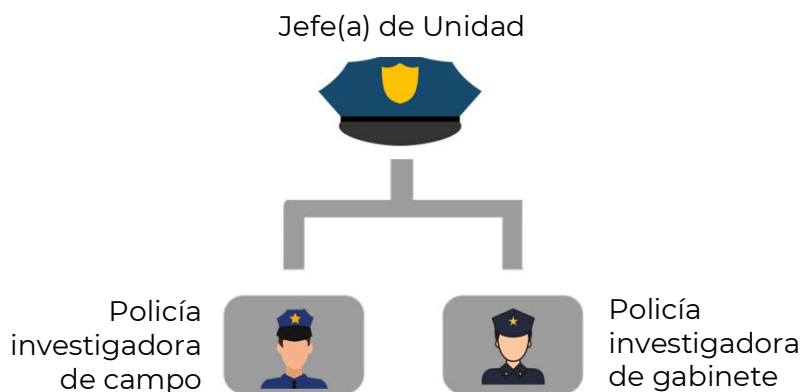 Jefe(a) de Unidad
Policía
investigadora
de campo
Policía
investigadora
de gabinete